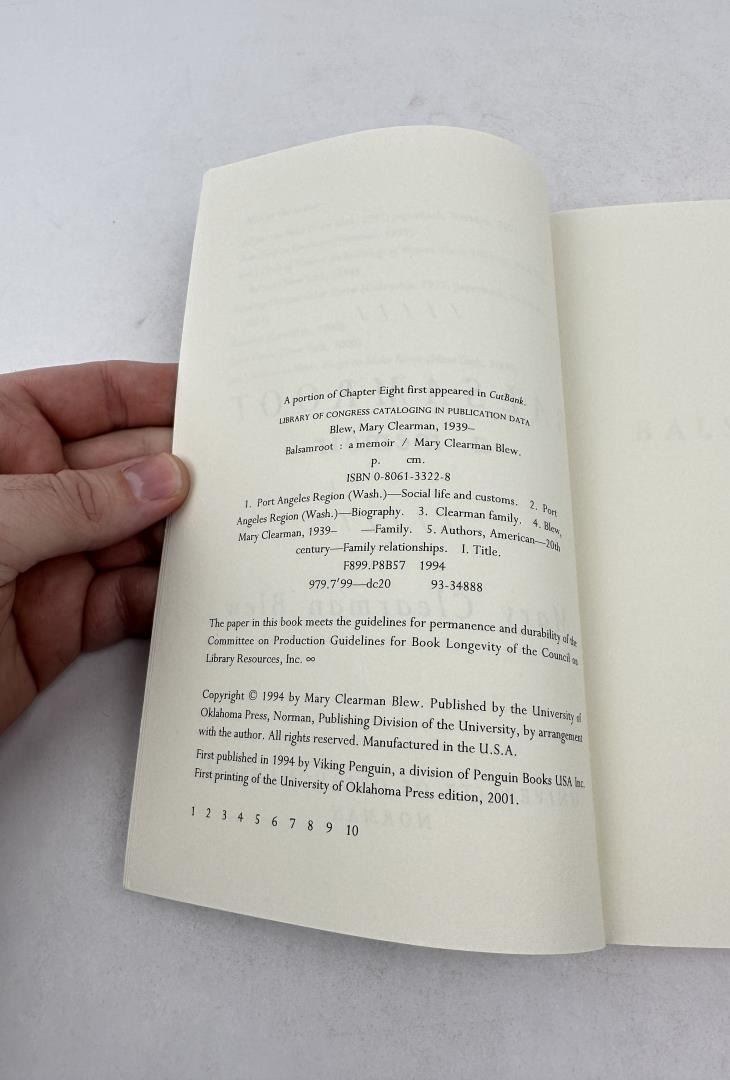 A portion of Chapter Eight first appeared in CutBank.
LIBRARY OF CONGRESS CATALOGING IN PUBLICATION DATA
Blew, Mary Clearman, 1939–
Balsamroot : a memoir / Mary Clearman Blew.
p. cm.
ISBN 0-8061-3322-8
1. Port Angeles Region (Wash.)—Social life and customs. 2. Port
Angeles Region (Wash.)—Biography. 3. Clearman family. 4. Blew,
Mary Clearman, 1939– —Family. 5. Authors, American—20th
century—Family relationships. I. Title.
F899.P8B57 1994
979.7'99—dc20 93-34888
The paper in this book meets the guidelines for permanence and durability of the
Committee on Production Guidelines for Book Longevity of the Council on
Library Resources, Inc. ∞
Copyright © 1994 by Mary Clearman Blew. Published by the University of
Oklahoma Press, Norman, Publishing Division of the University, by arrangement
with the author. All rights reserved. Manufactured in the U.S.A.
First published in 1994 by Viking Penguin, a division of Penguin Books USA Inc.
First printing of the University of Oklahoma Press edition, 2001.
1 2 3 4 5 6 7 8 9 10